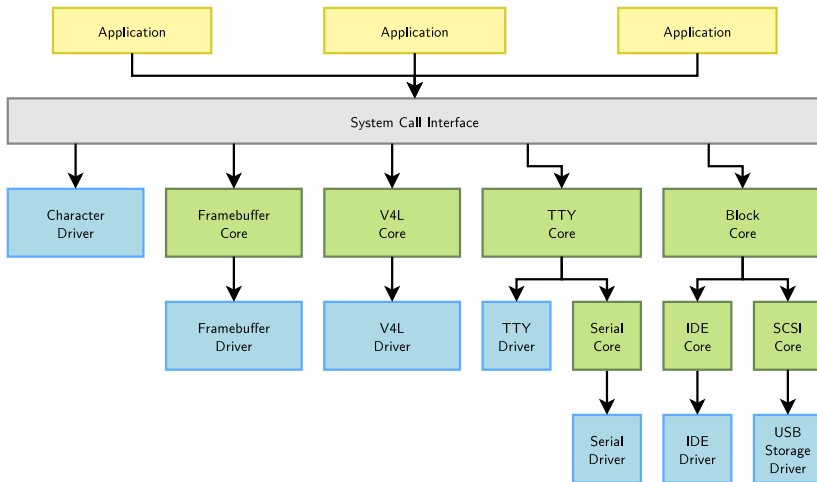 Application
Application
Application
System Call Interface
Character
Driver
Framebuffer
Core
V4L
Core
TTY
Core
Block
Core
Framebuffer
Driver
V4L
Driver
TTY
Driver
Serial
Core
IDE
Core
SCSI
Core
Serial
Driver
IDE
Driver
USB
Storage
Driver